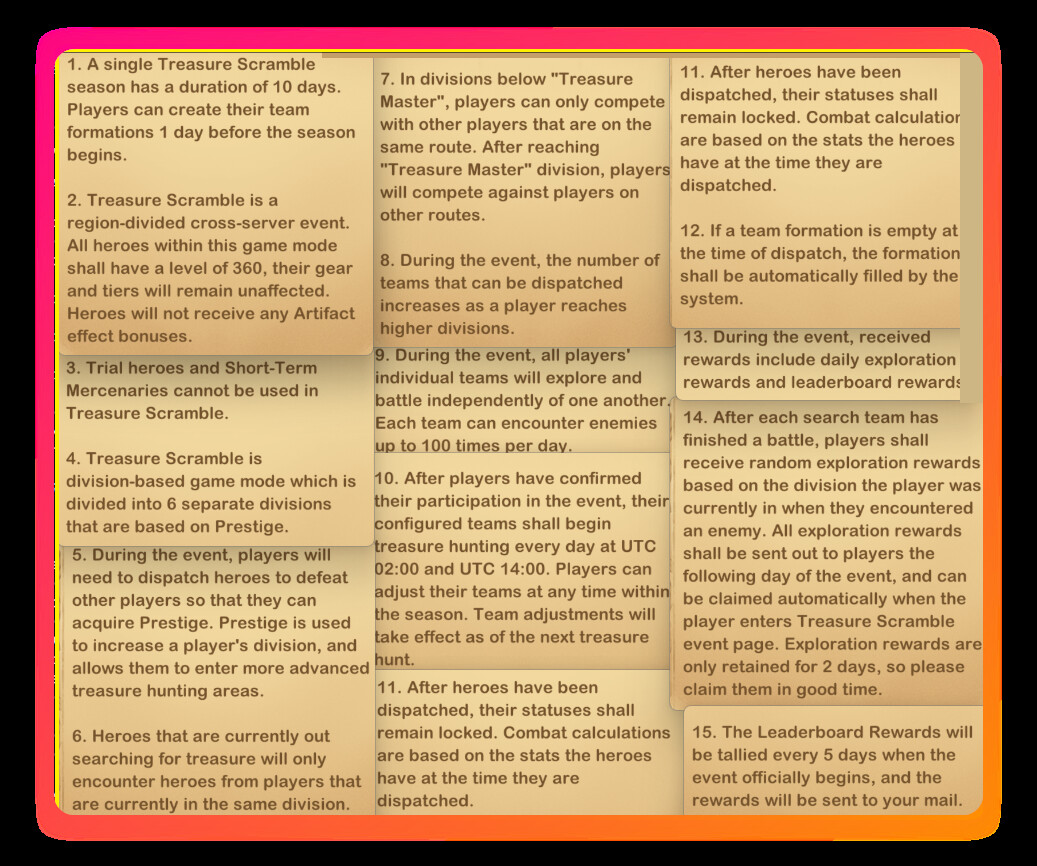 1. A single Treasure Scramble
season has a duration of 10 days.
Players can create their team
formations 1 day before the season
begins.
2. Treasure Scramble is a
region-divided cross-server event.
All heroes within this game mode
shall have a level of 360, their gear
and tiers will remain unaffected.
Heroes will not receive any Artifact
effect bonuses.
3. Trial heroes and Short-Term
Mercenaries cannot be used in
Treasure Scramble.
4. Treasure Scramble is
division-based game mode which is
divided into 6 separate divisions
that are based on Prestige.
5. During the event, players will
need to dispatch heroes to defeat
other players so that they can
acquire Prestige. Prestige is used
to increase a player's division, and
allows them to enter more advanced
treasure hunting areas.
6. Heroes that are currently out
searching for treasure will only
encounter heroes from players that
are currently in the same division.
7. In divisions below "Treasure
Master", players can only compete
with other players that are on the
same route. After reaching
"Treasure Master" division, players
will compete against players on
other routes.
8. During the event, the number of
teams that can be dispatched
increases as a player reaches
higher divisions.
9. During the event, all players'
individual teams will explore and
battle independently of one another.
Each team can encounter enemies
up to 100 times per day.
10. After players have confirmed
their participation in the event, their
configured teams shall begin
treasure hunting every day at UTC
02:00 and UTC 14:00. Players can
adjust their teams at any time within
the season. Team adjustments will
take effect as of the next treasure
hunt.
11. After heroes have been
dispatched, their statuses shall
remain locked. Combat calculations
are based on the stats the heroes
have at the time they are
dispatched.
11. After heroes have been
dispatched, their statuses shall
remain locked. Combat calculation
are based on the stats the heroes
have at the time they are
dispatched.
12. If a team formation is empty at
the time of dispatch, the formation
shall be automatically filled by the
system.
13. During the event, received
rewards include daily exploration
rewards and leaderboard rewards
14. After each search team has
finished a battle, players shall
receive random exploration rewards
based on the division the player was
currently in when they encountered
an enemy. All exploration rewards
shall be sent out to players the
following day of the event, and can
be claimed automatically when the
player enters Treasure Scramble
event page. Exploration rewards are
only retained for 2 days, so please
claim them in good time.
15. The Leaderboard Rewards will
be tallied every 5 days when the
event officially begins, and the
rewards will be sent to your mail.